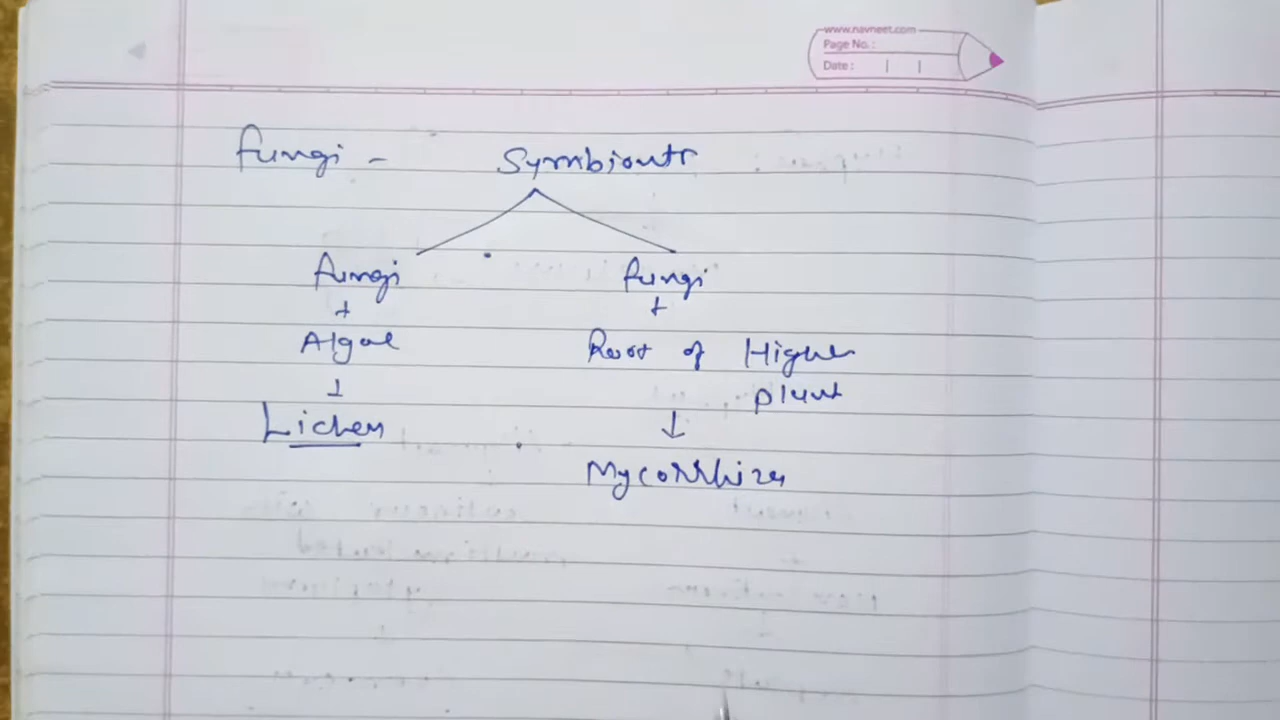 www.navneet.com
Page No. :
Date : | |
Fungi - Symbionts
Fungi Fungi
+ +
Algae Root of Higher
plant
↓ ↓
Lichen
Mycorrhiza